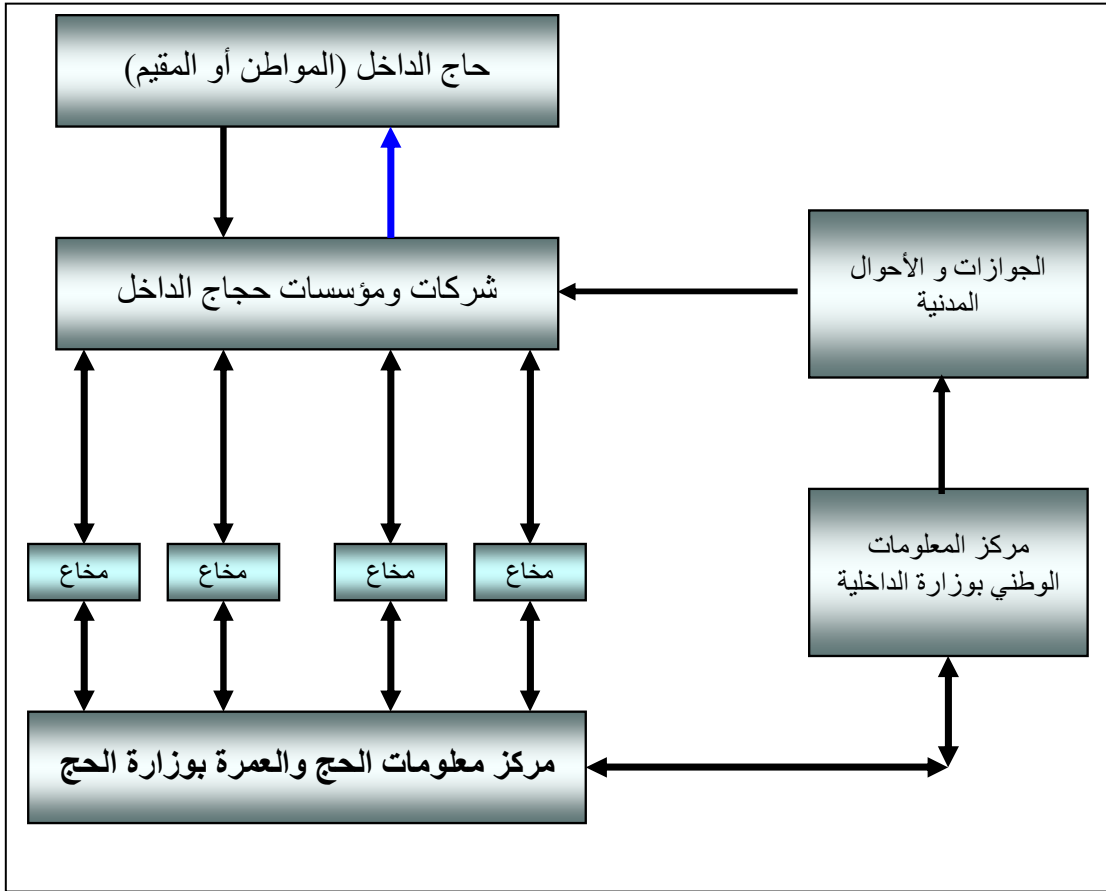 حاج الداخل (المواطن أو المقيم)
شركات ومؤسسات حجاج الداخل
الجوازات و الأحوال
المدنية
مركز المعلومات
الوطني بوزارة الداخلية
مخاع
مخاع
مخاع
مخاع
مركز معلومات الحج والعمرة بوزارة الحج